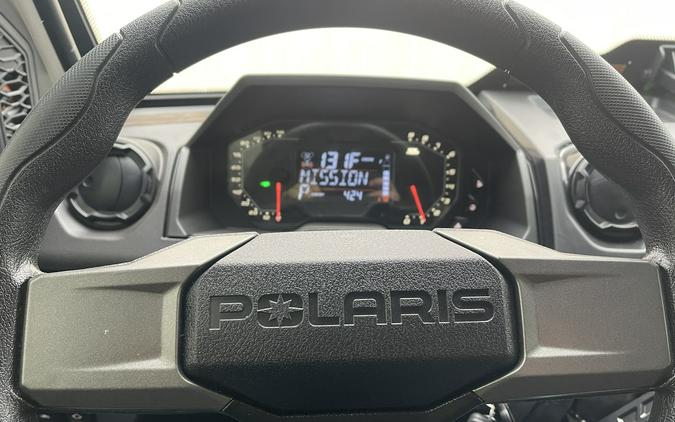 131F
MISSION
P 424
POLARIS